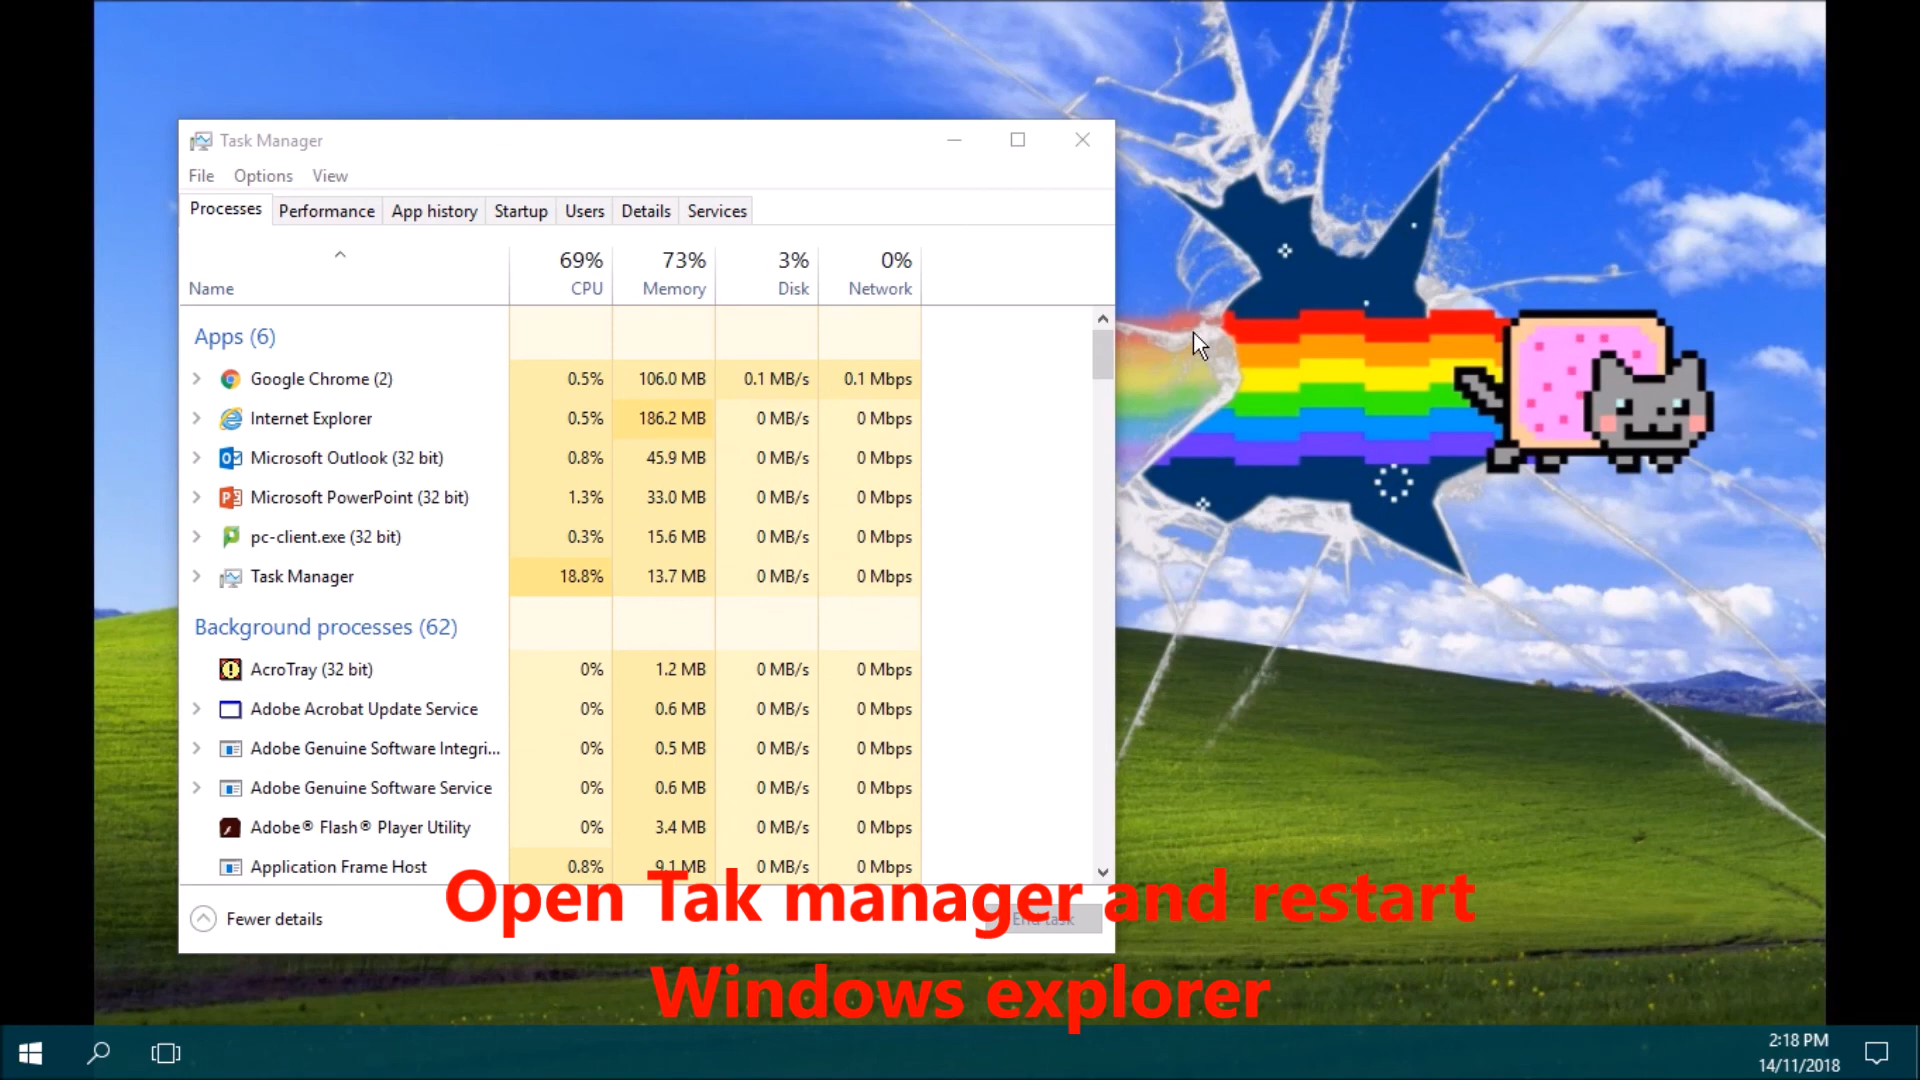 Task Manager
File Options View
Processes Performance App history Startup Users Details Services
69% 73% 3% 0%
Name CPU Memory Disk Network
Apps (6)
Google Chrome (2) 0.5% 106.0 MB 0.1 MB/s 0.1 Mbps
Internet Explorer 0.5% 186.2 MB 0 MB/s 0 Mbps
Microsoft Outlook (32 bit) 0.8% 45.9 MB 0 MB/s 0 Mbps
Microsoft PowerPoint (32 bit) 1.3% 33.0 MB 0 MB/s 0 Mbps
pc-client.exe (32 bit) 0.3% 15.6 MB 0 MB/s 0 Mbps
Task Manager 18.8% 13.7 MB 0 MB/s 0 Mbps
Background processes (62)
AcroTray (32 bit) 0% 1.2 MB 0 MB/s 0 Mbps
Adobe Acrobat Update Service 0% 0.6 MB 0 MB/s 0 Mbps
Adobe Genuine Software Integri... 0% 0.5 MB 0 MB/s 0 Mbps
Adobe Genuine Software Service 0% 0.6 MB 0 MB/s 0 Mbps
Adobe® Flash® Player Utility 0% 3.4 MB 0 MB/s 0 Mbps
Application Frame Host 0.8% 9.1 MB 0 MB/s 0 Mbps
Fewer details End task
Open Tak manager and restart
Windows explorer
2:18 PM
14/11/2018